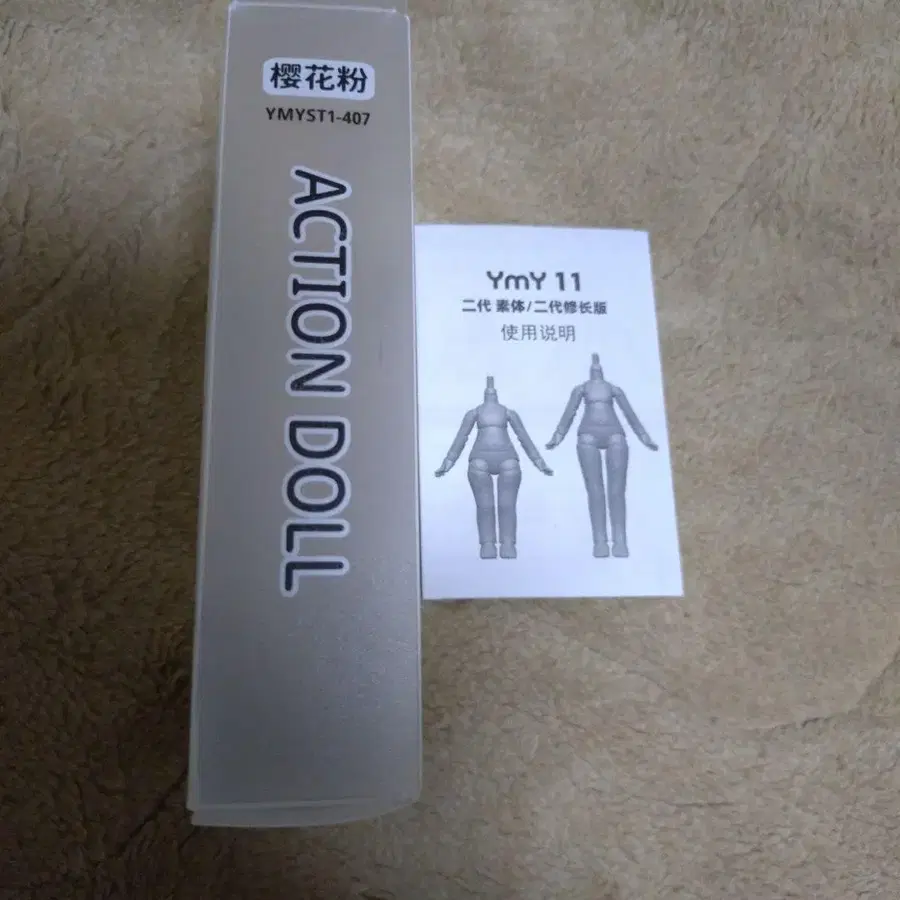 樱花粉
YMYST1-407
ACTION DOLL
YmY 11
二代 素体/二代修长版
使用说明